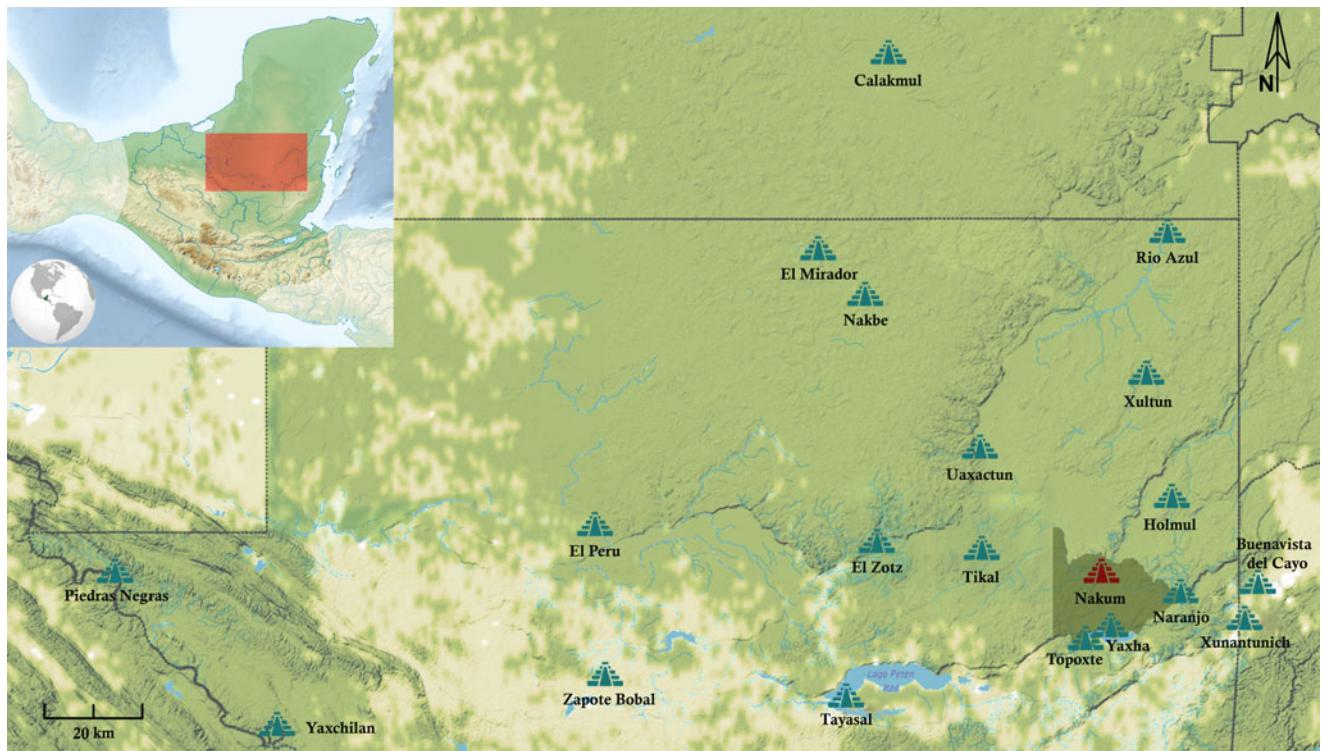 N
Calakmul
Rio Azul
El Mirador
Nakbe
Xultun
Uaxactun
Holmul
El Peru
El Zotz
Tikal
Buenavista
del Cayo
Piedras Negras
Nakum
Naranjo
Xunantunich
Yaxha
Topoxte
Lago Peten
Itzá
Zapote Bobal
Tayasal
Yaxchilan
20 km